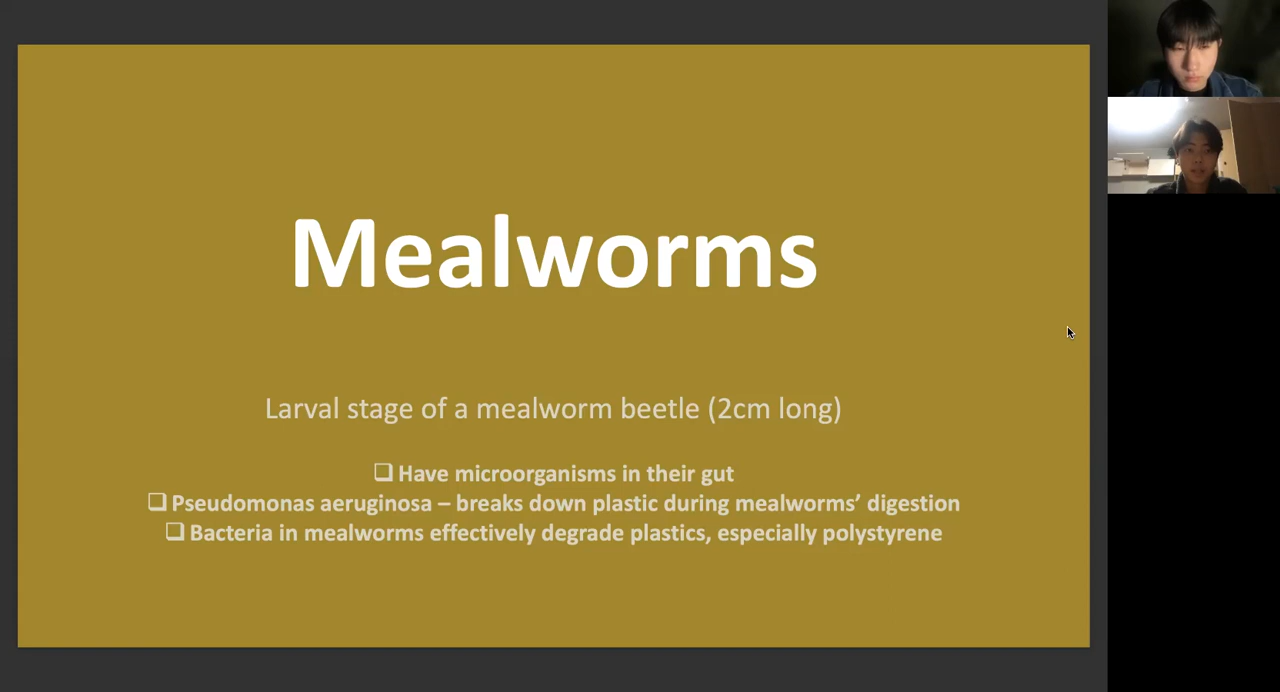 Mealworms
Larval stage of a mealworm beetle (2cm long)
❑ Have microorganisms in their gut
❑ Pseudomonas aeruginosa – breaks down plastic during mealworms’ digestion
❑ Bacteria in mealworms effectively degrade plastics, especially polystyrene